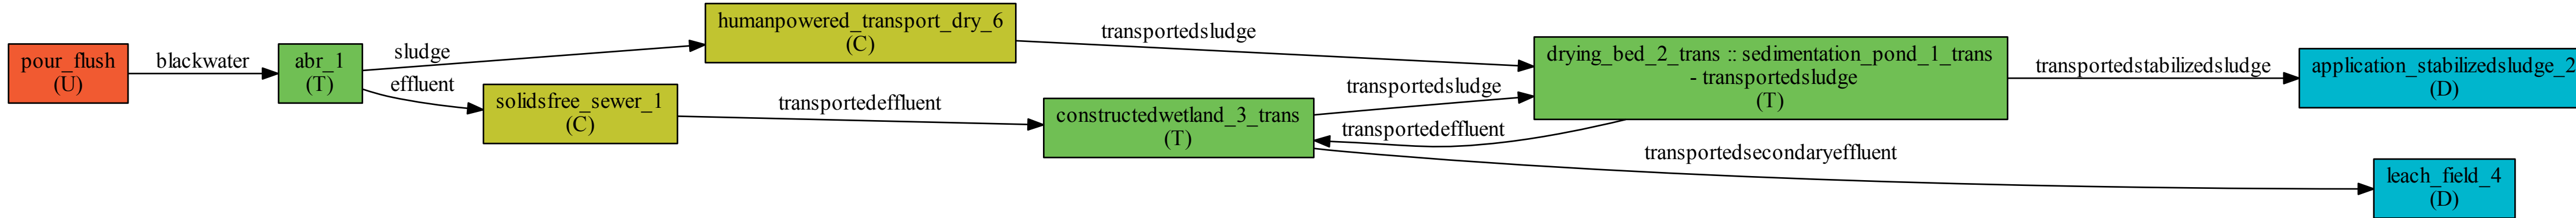 pour_flush
(U)
blackwater
abr_1
(T)
sludge
effluent
humanpowered_transport_dry_6
(C)
solidsfree_sewer_1
(C)
transportedsludge
transportedeffluent
constructedwetland_3_trans
(T)
transportedsludge
transportedeffluent
drying_bed_2_trans :: sedimentation_pond_1_trans
- transportedsludge
(T)
transportedstabilizedsludge
transportedsecondaryeffluent
application_stabilizedsludge_2
(D)
leach_field_4
(D)